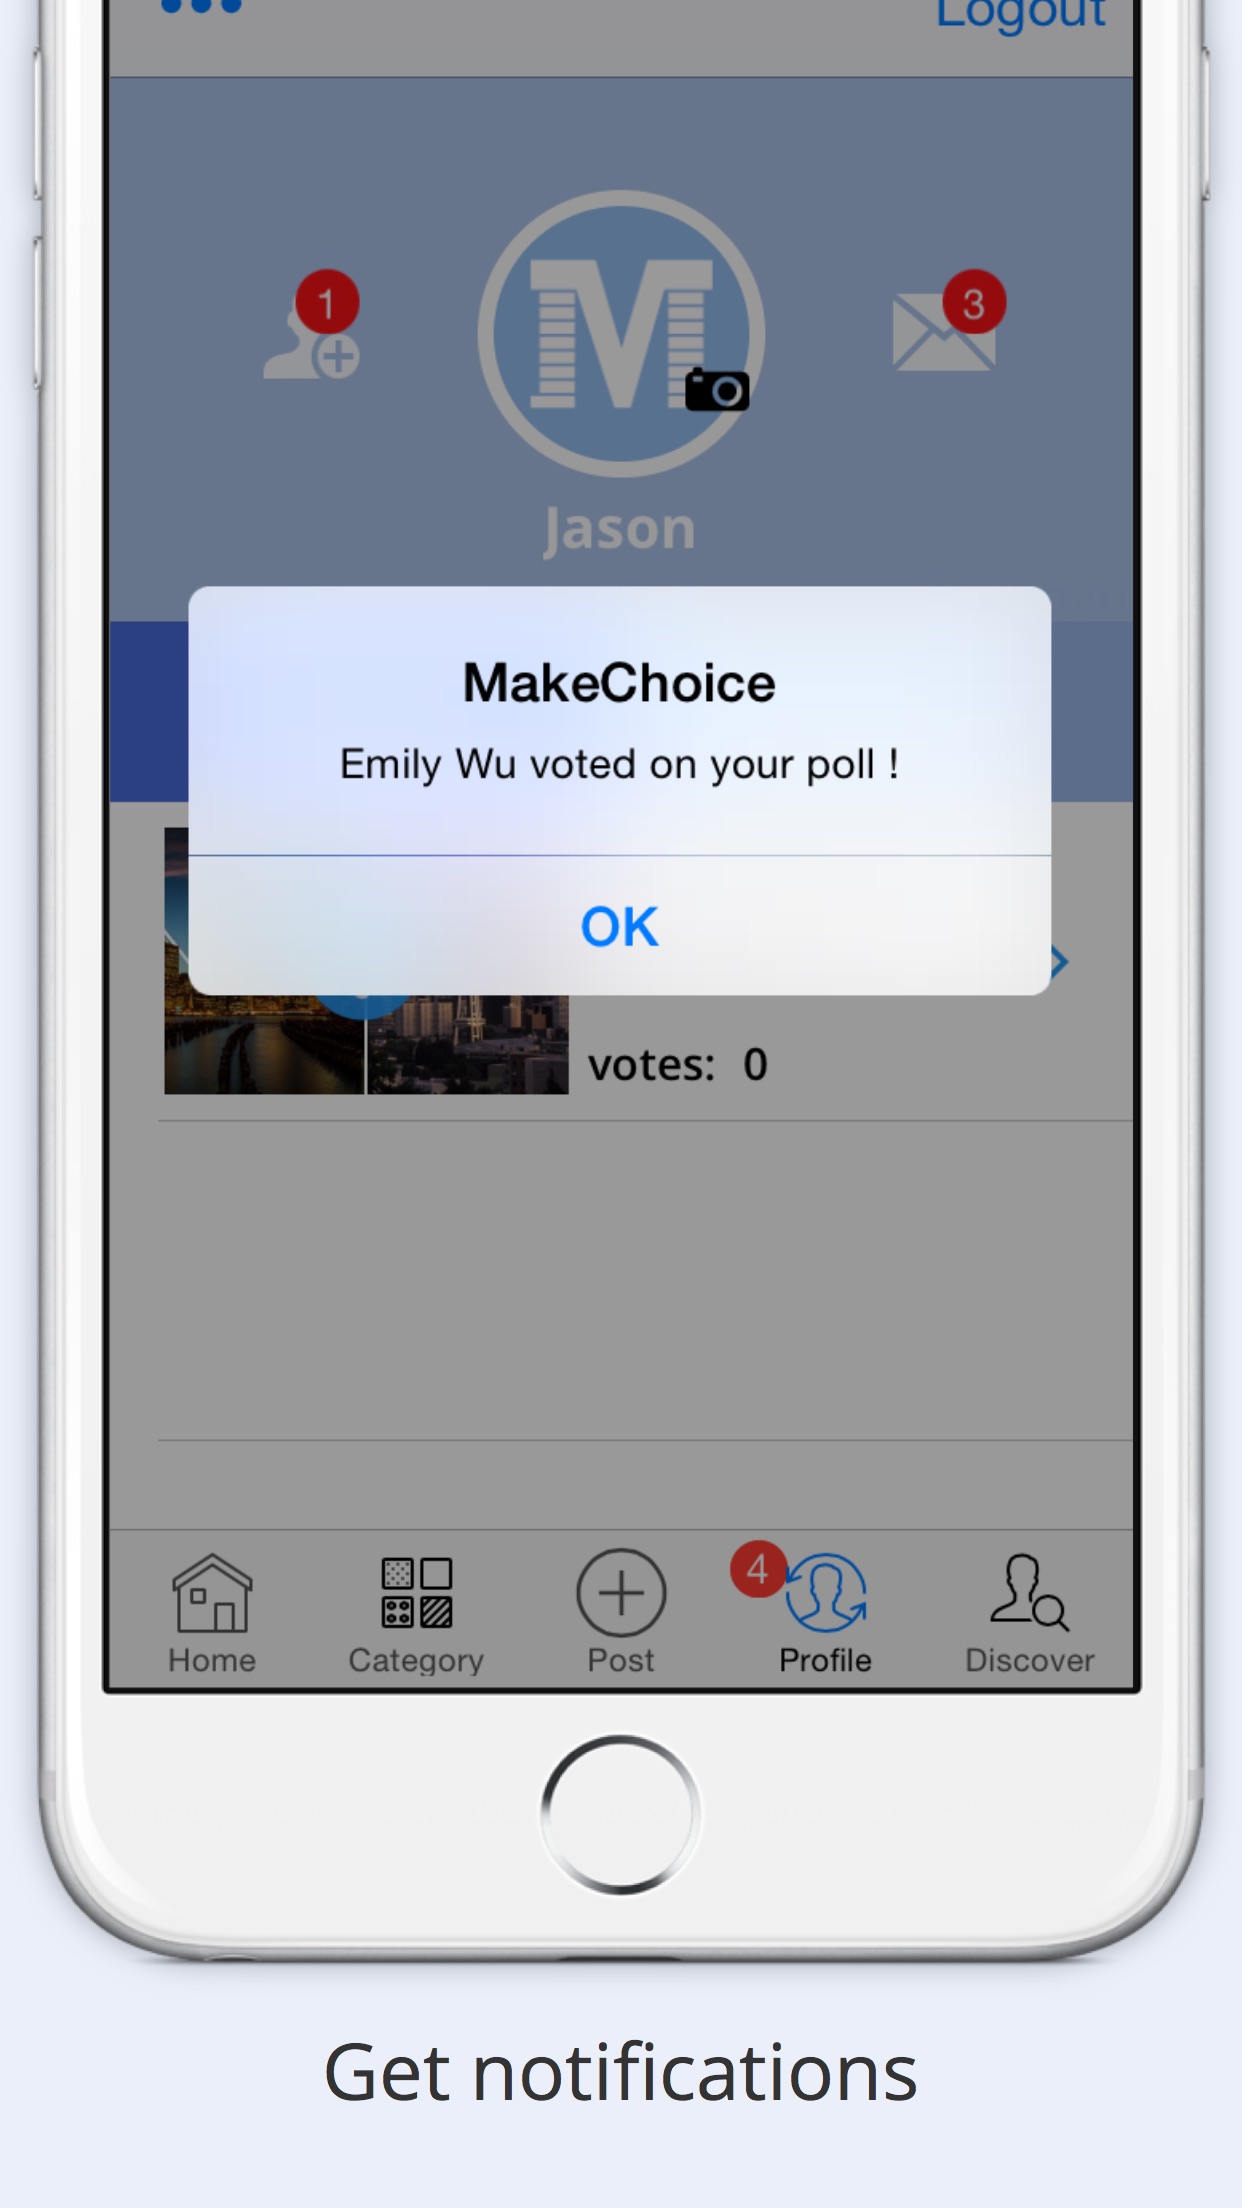 Logout
1
3
M
Jason
MakeChoice
Emily Wu voted on your poll !
OK
votes: 0
4
Home
Category
Post
Profile
Discover
Get notifications